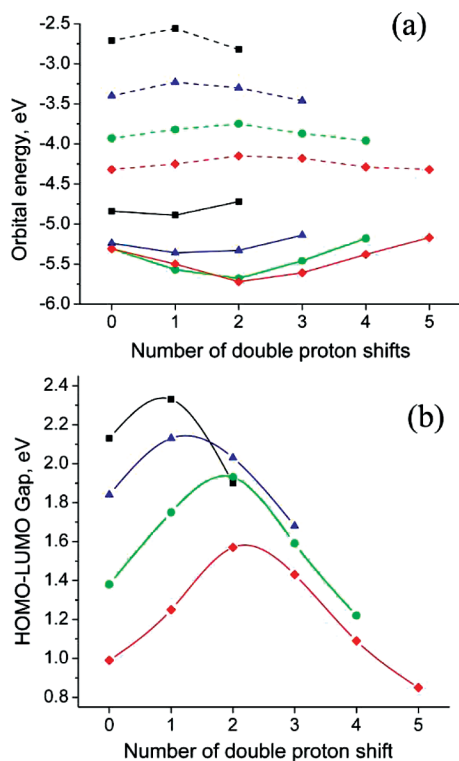 (a)
Orbital energy, eV
-2.5
-3.0
-3.5
-4.0
-4.5
-5.0
-5.5
-6.0
0 1 2 3 4 5
Number of double proton shifts
(b)
HOMO-LUMO Gap, eV
2.4
2.2
2.0
1.8
1.6
1.4
1.2
1.0
0.8
0 1 2 3 4 5
Number of double proton shift